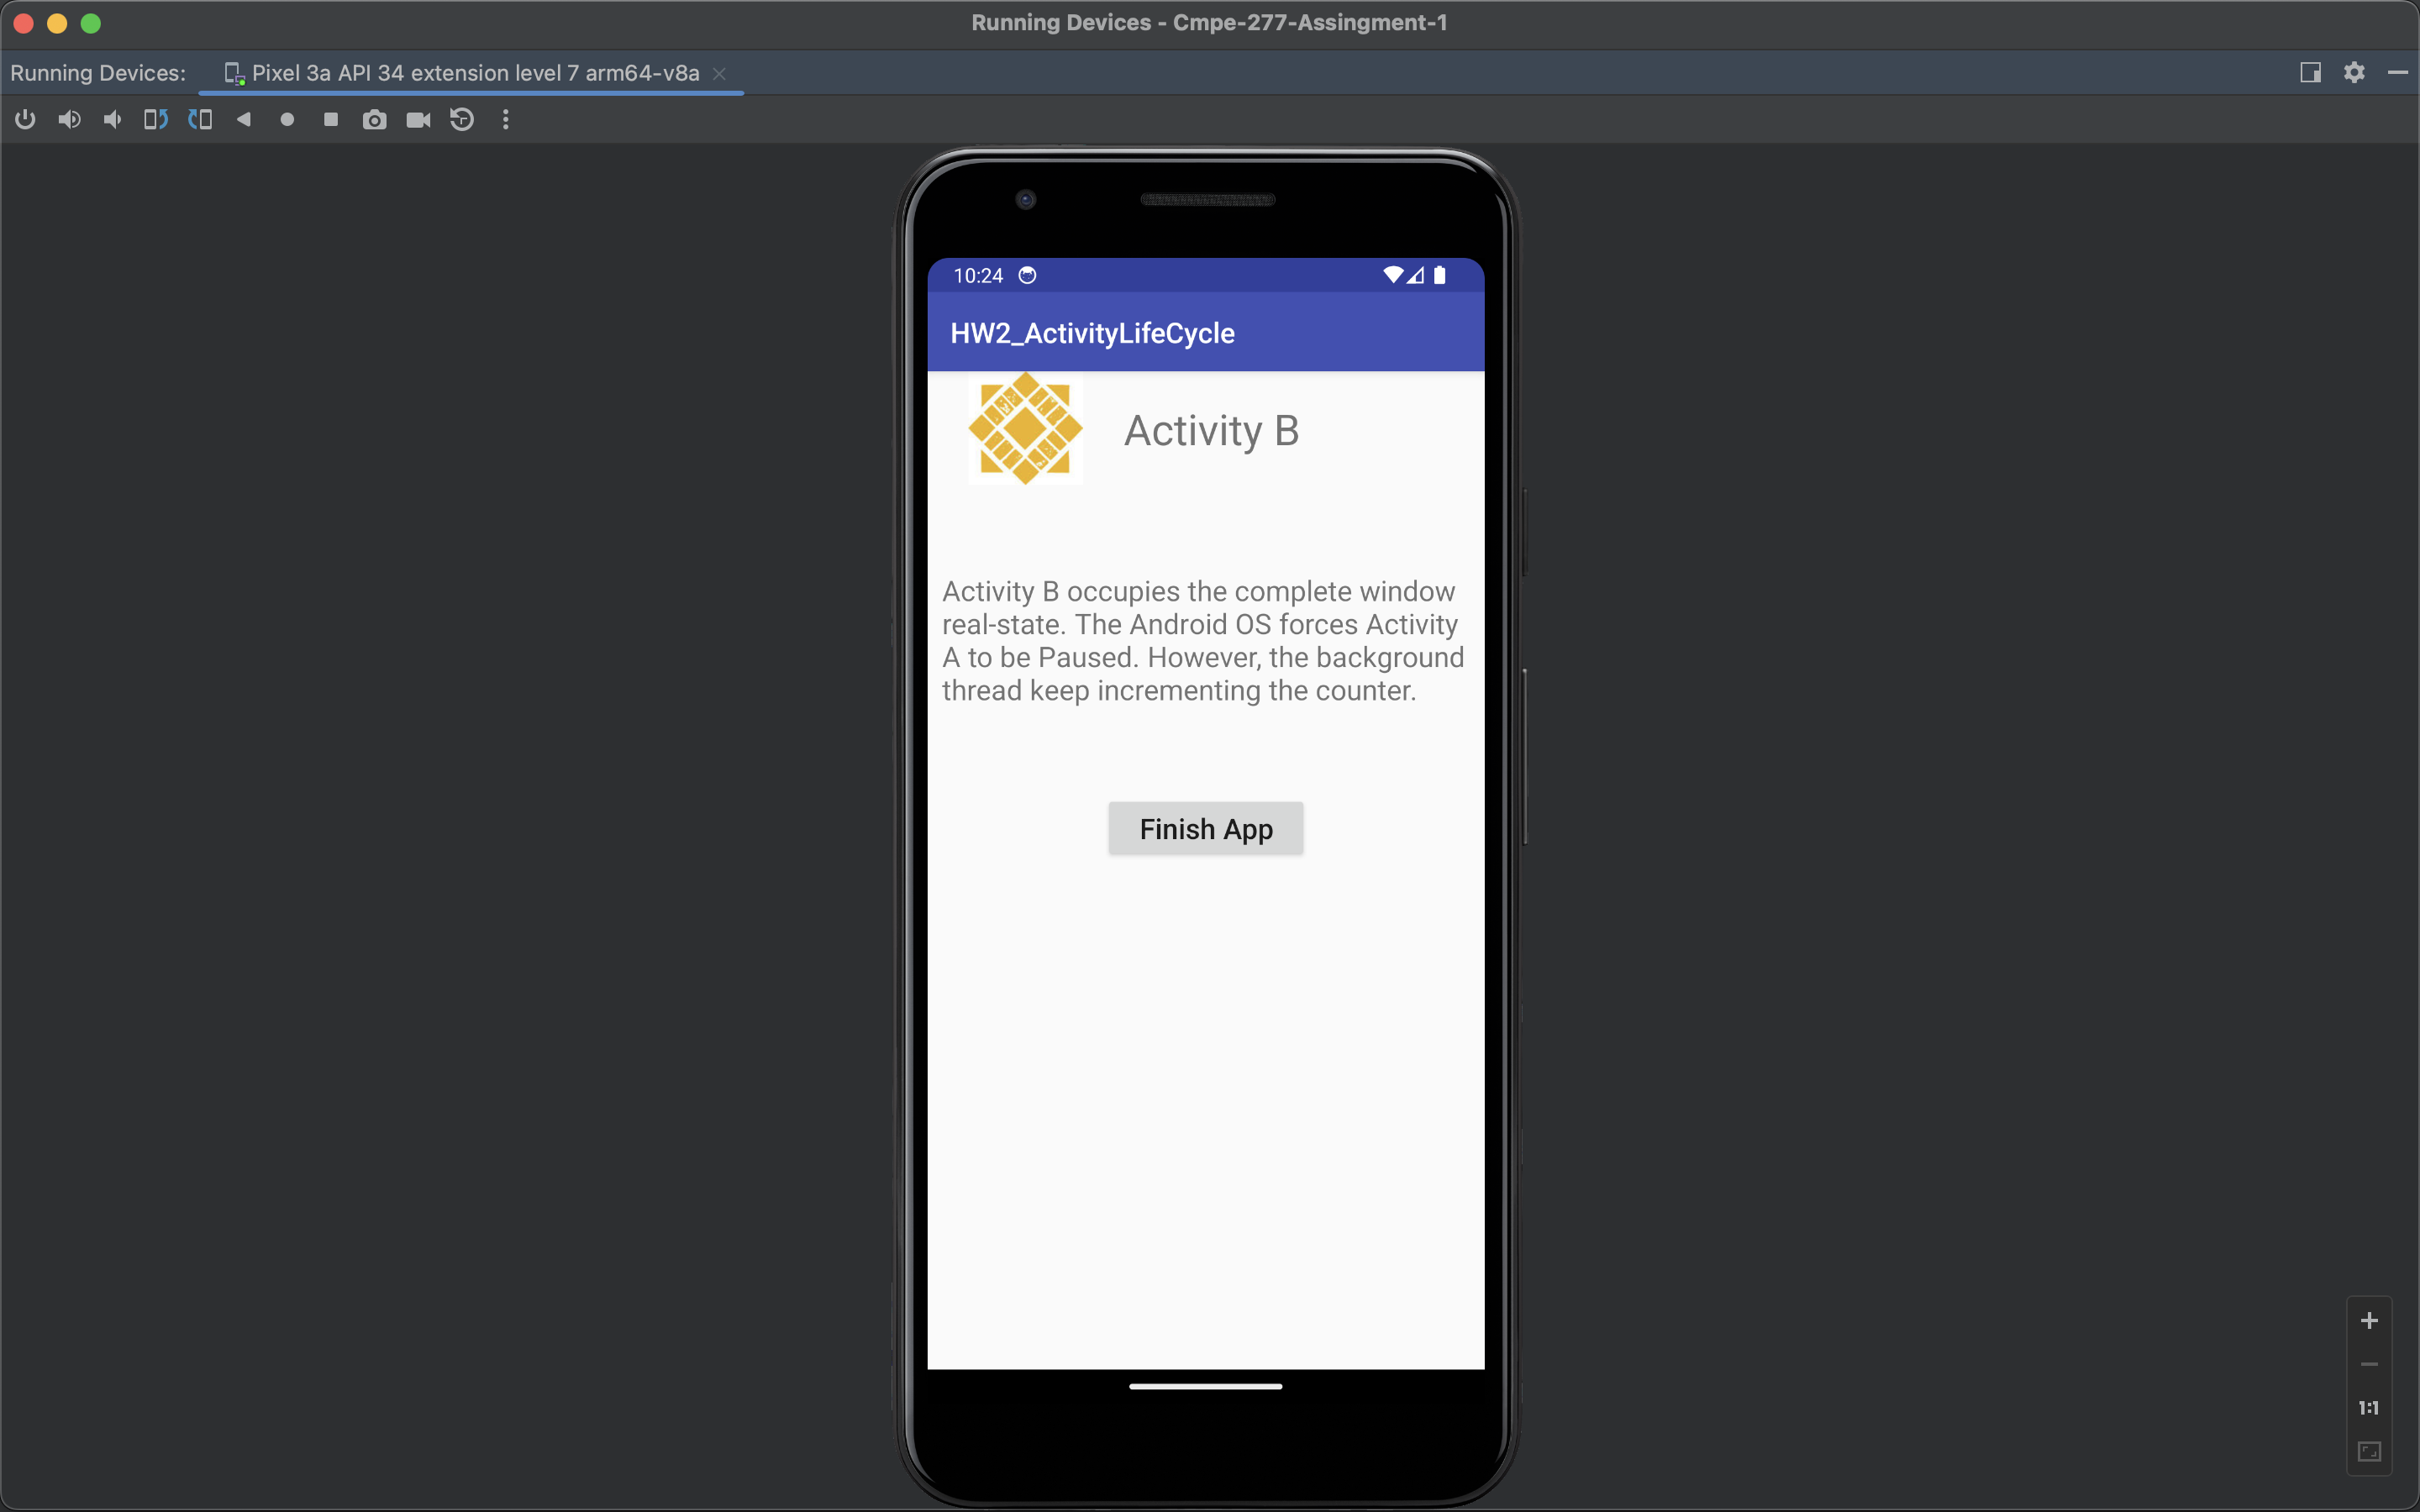 Running Devices - Cmpe-277-Assingment-1
Running Devices: Pixel 3a API 34 extension level 7 arm64-v8a
10:24
HW2_ActivityLifeCycle
Activity B
Activity B occupies the complete window
real-state. The Android OS forces Activity
A to be Paused. However, the background
thread keep incrementing the counter.
Finish App
1:1